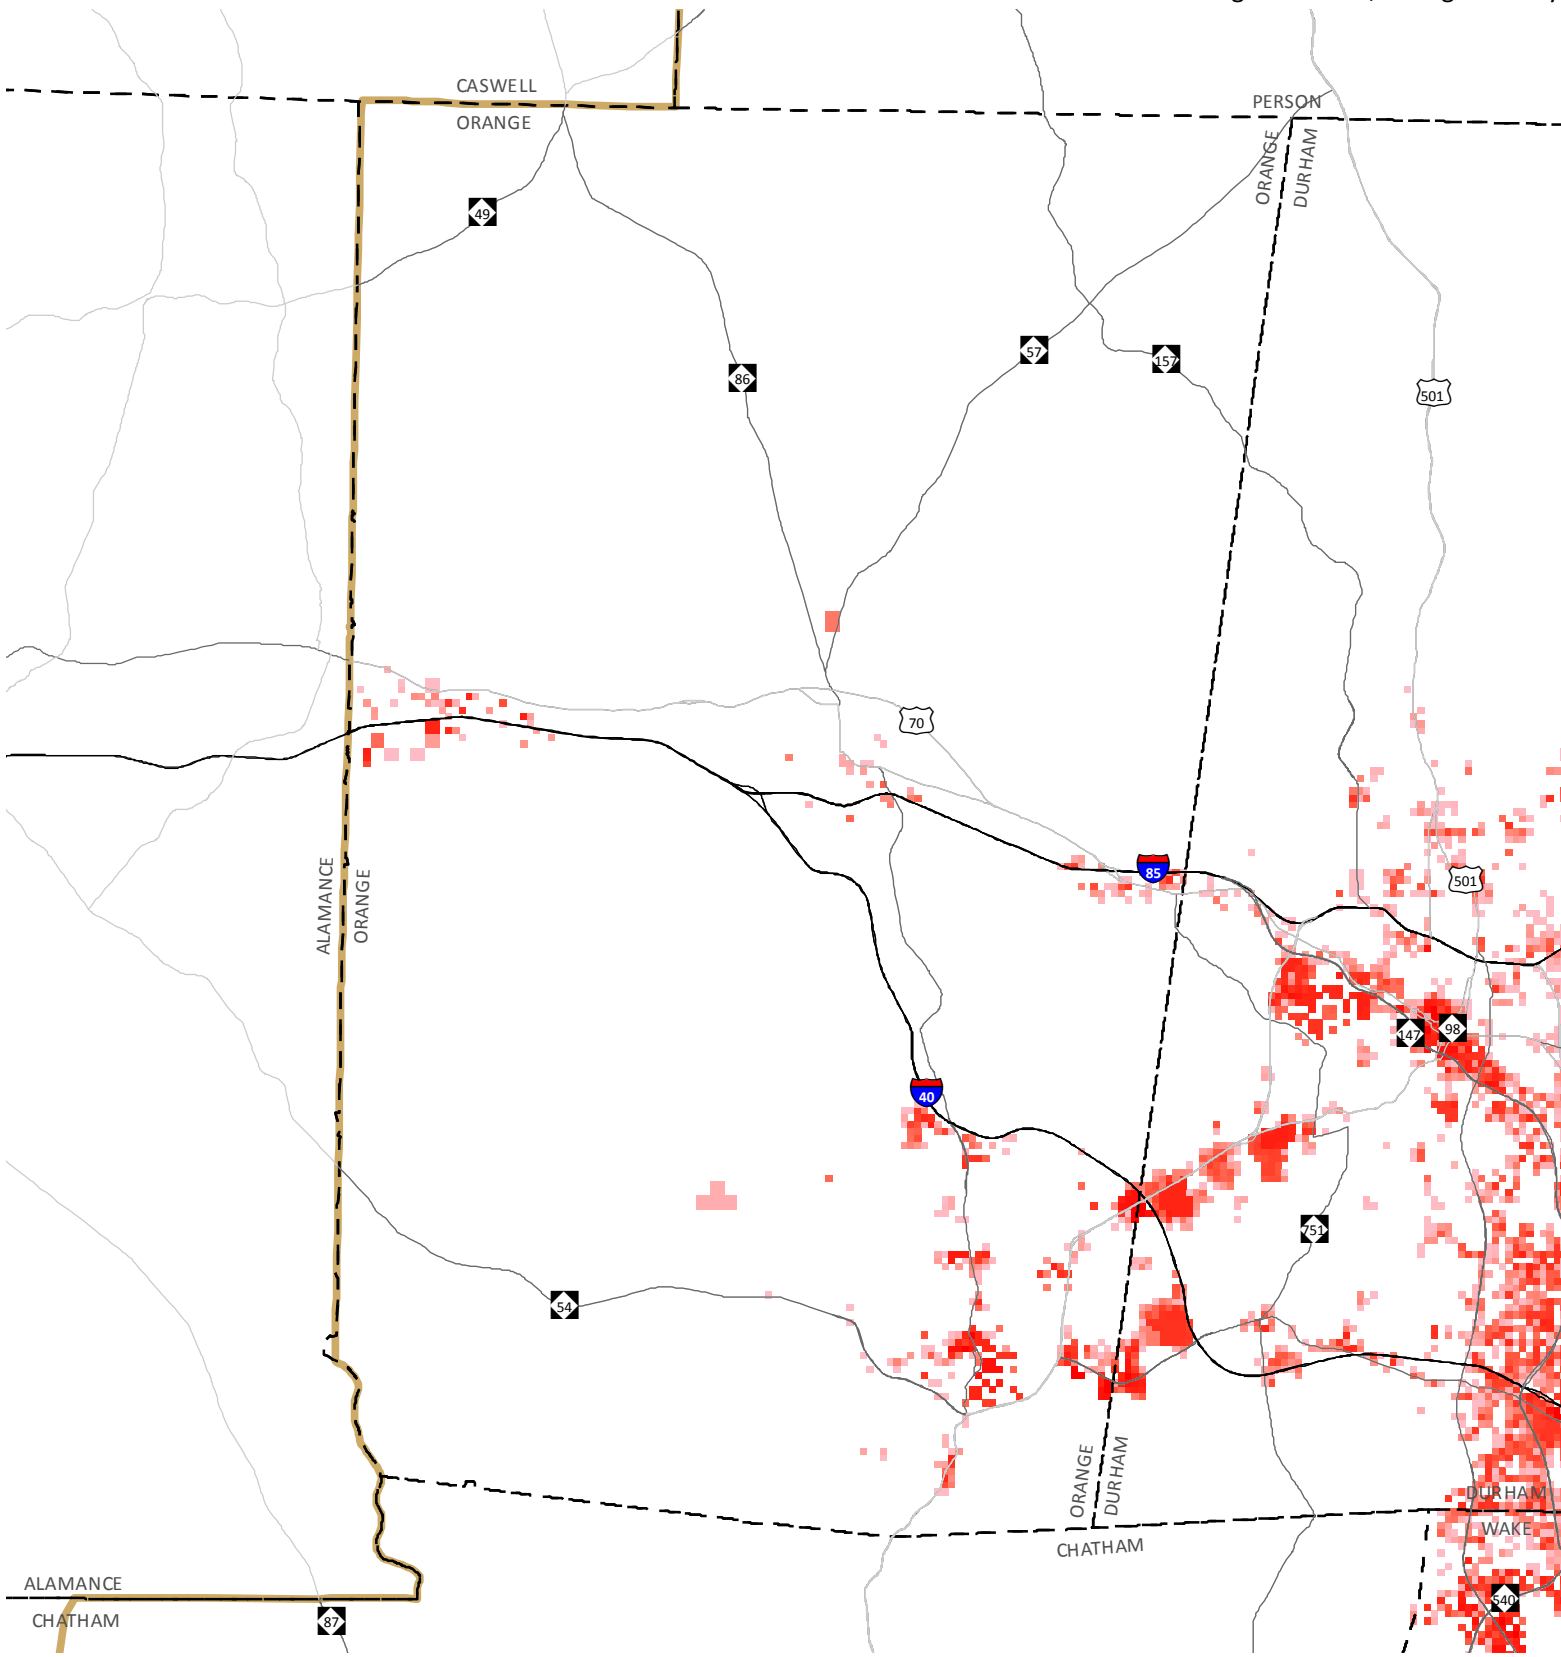 CASWELL
ORANGE
PERSON
ORANGE
DURHAM
49
57
157
86
501
70
ALAMANCE
ORANGE
85
501
147
98
40
751
54
ORANGE
DURHAM
DURHAM
WAKE
CHATHAM
ALAMANCE
CHATHAM
87
540